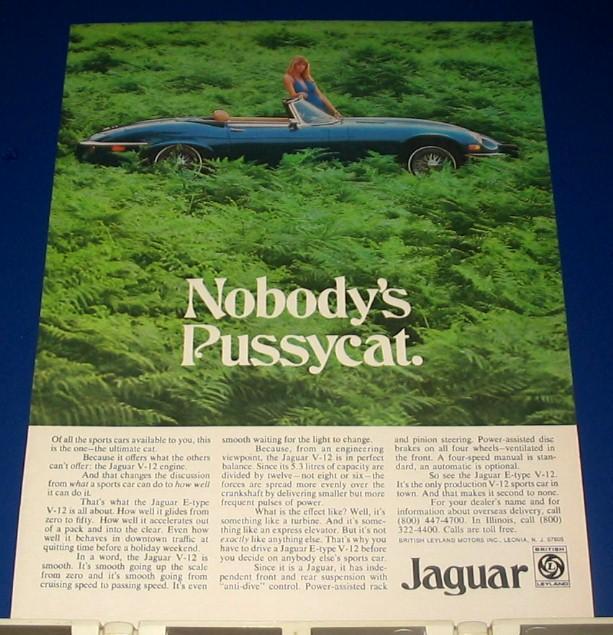 Nobody's
Pussycat.
Of all the sports cars available to you, this
is the one—the ultimate cat.
Because it offers what the others
can't offer: the Jaguar V-12 engine.
And that changes the discussion
from what a sports car can do to how well
it can do it.
That's what the Jaguar E-type
V-12 is all about. How well it glides from
zero to fifty. How well it accelerates out
of a pack and into the clear. Even how
well it behaves in downtown traffic at
quitting time before a holiday weekend.
In a word, the Jaguar V-12 is
smooth. It's smooth going up the scale
from zero and it's smooth going from
cruising speed to passing speed. It's even
smooth waiting for the light to change.
Because, from an engineering
viewpoint, the Jaguar V-12 is in perfect
balance. Since its 5.3 litres of capacity are
divided by twelve—not eight or six—the
forces are spread more evenly over the
crankshaft by delivering smaller but more
frequent pulses of power.
What is the effect like? Well, it's
something like a turbine. And it's some-
thing like an express elevator. But it's not
exactly like anything else. That's why you
have to drive a Jaguar E-type V-12 before
you decide on anybody else's sports car.
Since it is a Jaguar, it has inde-
pendent front and rear suspension with
"anti-dive" control. Power-assisted rack
and pinion steering. Power-assisted disc
brakes on all four wheels—ventilated in
the front. A four-speed manual is stan-
dard, an automatic is optional.
So see the Jaguar E-type V-12.
It's the only production V-12 sports car in
town. And that makes it second to none.
For your dealer's name and for
information about overseas delivery, call
(800) 447-4700. In Illinois, call (800)
322-4400. Calls are toll free.
BRITISH LEYLAND MOTORS INC., LEONIA, N. J. 07605
Jaguar
BRITISH
LEYLAND